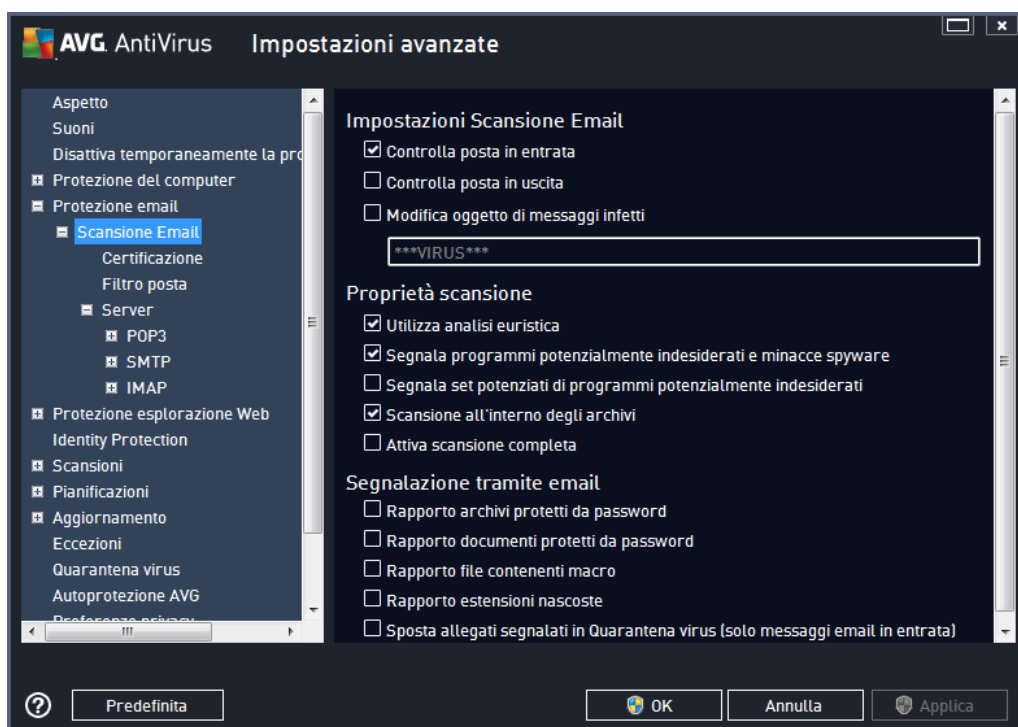 AVG. AntiVirus
Impostazioni avanzate
Aspetto
Suoni
Disattiva temporaneamente la pro
Protezione del computer
Protezione email
Scansione Email
Certificazione
Filtro posta
Server
POP3
SMTP
IMAP
Protezione esplorazione Web
Identity Protection
Scansioni
Pianificazioni
Aggiornamento
Eccezioni
Quarantena virus
Autoprotezione AVG
Preferenze privacy
Impostazioni Scansione Email
Controlla posta in entrata
Controlla posta in uscita
Modifica oggetto di messaggi infetti
***VIRUS***
Proprietà scansione
Utilizza analisi euristica
Segnala programmi potenzialmente indesiderati e minacce spyware
Segnala set potenziati di programmi potenzialmente indesiderati
Scansione all'interno degli archivi
Attiva scansione completa
Segnalazione tramite email
Rapporto archivi protetti da password
Rapporto documenti protetti da password
Rapporto file contenenti macro
Rapporto estensioni nascoste
Sposta allegati segnalati in Quarantena virus (solo messaggi email in entrata)
Predefinita
OK
Annulla
Applica